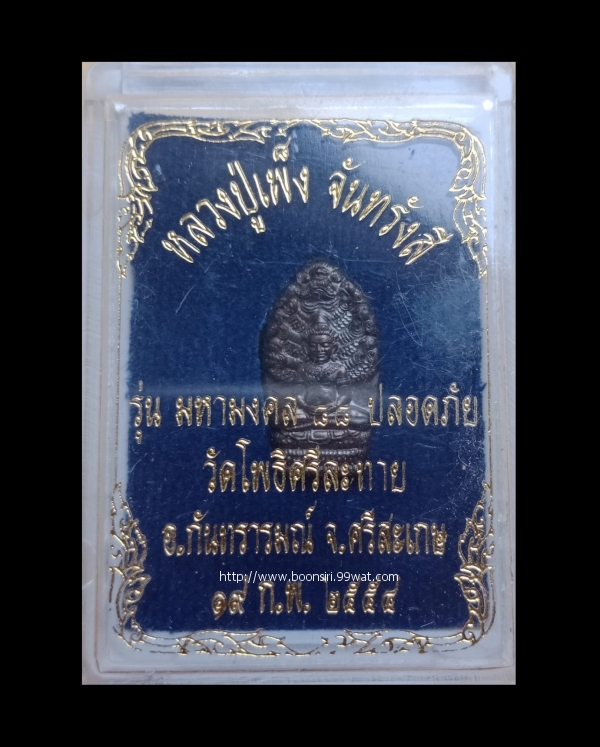 หลวงปู่เพ็ง จันทรังสี
รุ่น มหามงคล ๘๘ ปลอดภัย
วัดโพธิศรีละทาย
อ.กันทรารมณ์ จ.ศรีสะเกษ
http://www.boonsiri.99wat.com
๑๙ ก.พ. ๒๕๕๔